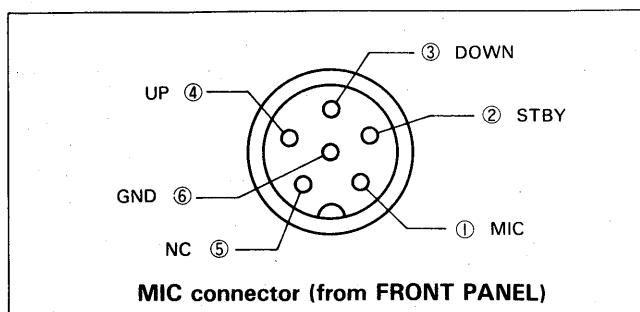 ③ DOWN
UP ④
② STBY
GND ⑥
NC ⑤
① MIC
MIC connector (from FRONT PANEL)